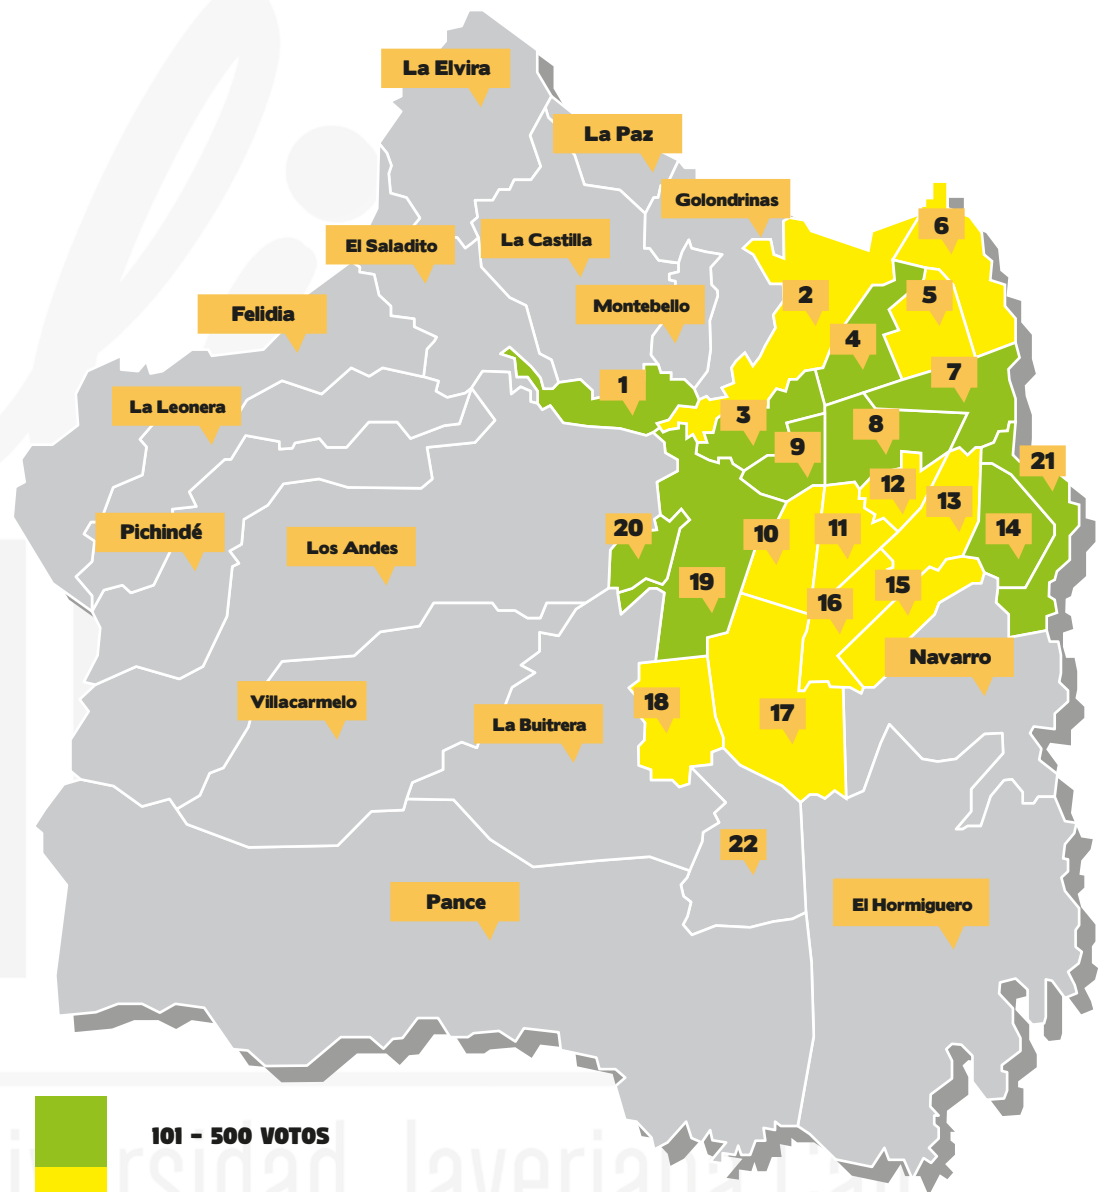 La Elvira
La Paz
Golondrinas
6
El Saladito
La Castilla
2
5
Montebello
Felidia
4
7
1
La Leonera
3
8
9
21
12
13
Pichindé
20
10
11
14
Los Andes
19
15
16
Navarro
18
Villacarmelo
17
La Buitrera
22
Pance
El Hormiguero
101 - 500 VOTOS